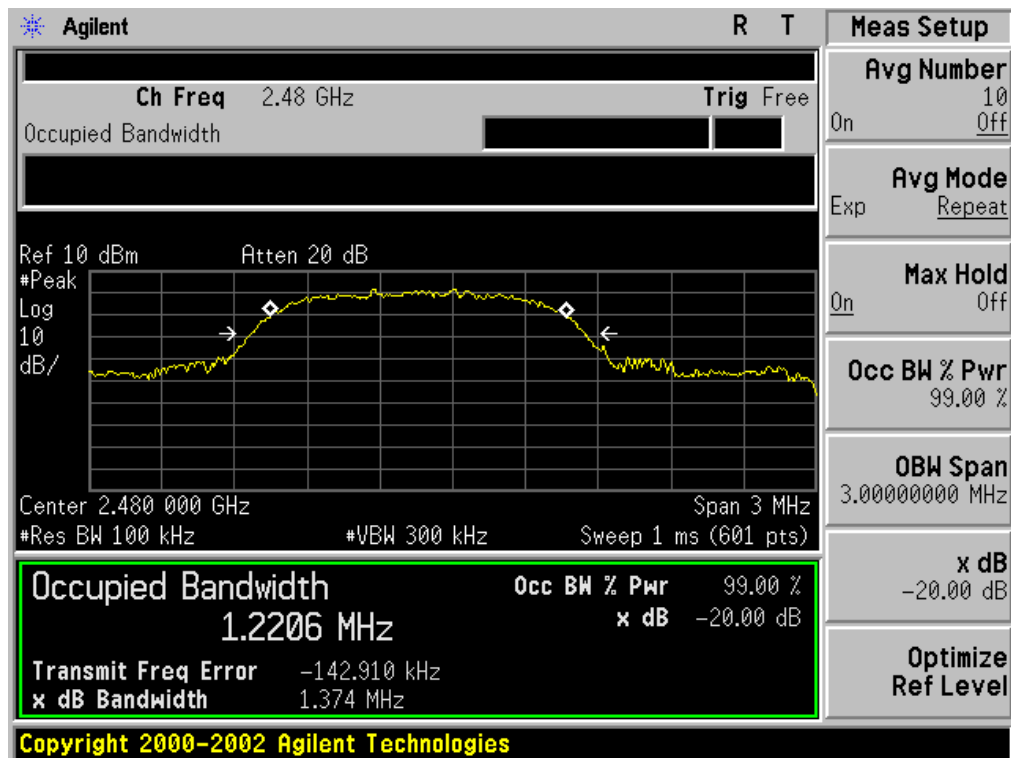 Agilent R T
Ch Freq 2.48 GHz Trig Free
Occupied Bandwidth
Ref 10 dBm Atten 20 dB
#Peak
Log
10
dB/
Center 2.480 000 GHz Span 3 MHz
#Res BW 100 kHz #VBW 300 kHz Sweep 1 ms (601 pts)
Occupied Bandwidth Occ BW % Pwr 99.00 %
1.2206 MHz x dB -20.00 dB
Transmit Freq Error -142.910 kHz
x dB Bandwidth 1.374 MHz
Copyright 2000-2002 Agilent Technologies
Meas Setup
Avg Number
10
On Off
Avg Mode
Exp Repeat
Max Hold
On Off
Occ BW % Pwr
99.00 %
OBW Span
3.00000000 MHz
x dB
-20.00 dB
Optimize
Ref Level